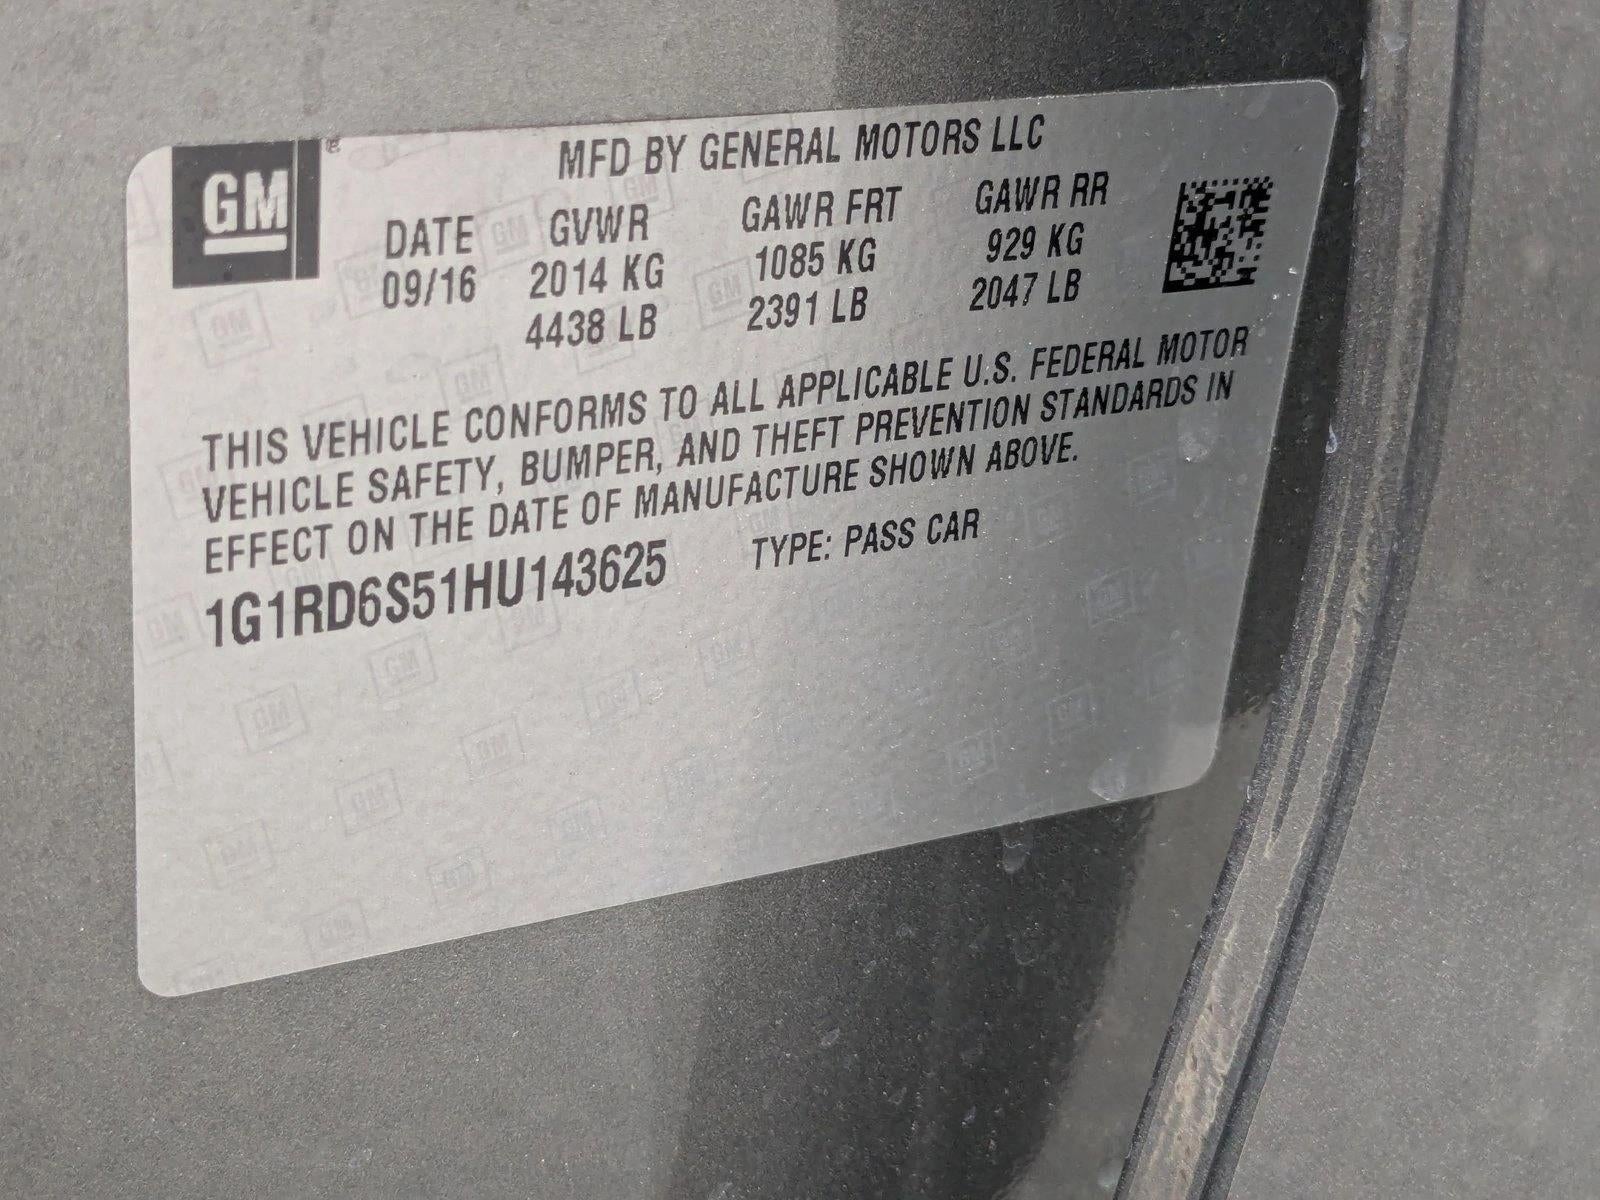 GM
MFD BY GENERAL MOTORS LLC
DATE GVWR GAWR FRT GAWR RR
09/16 2014 KG 1085 KG 929 KG
4438 LB 2391 LB 2047 LB
THIS VEHICLE CONFORMS TO ALL APPLICABLE U.S. FEDERAL MOTOR
VEHICLE SAFETY, BUMPER, AND THEFT PREVENTION STANDARDS IN
EFFECT ON THE DATE OF MANUFACTURE SHOWN ABOVE.
1G1RD6S51HU143625 TYPE: PASS CAR